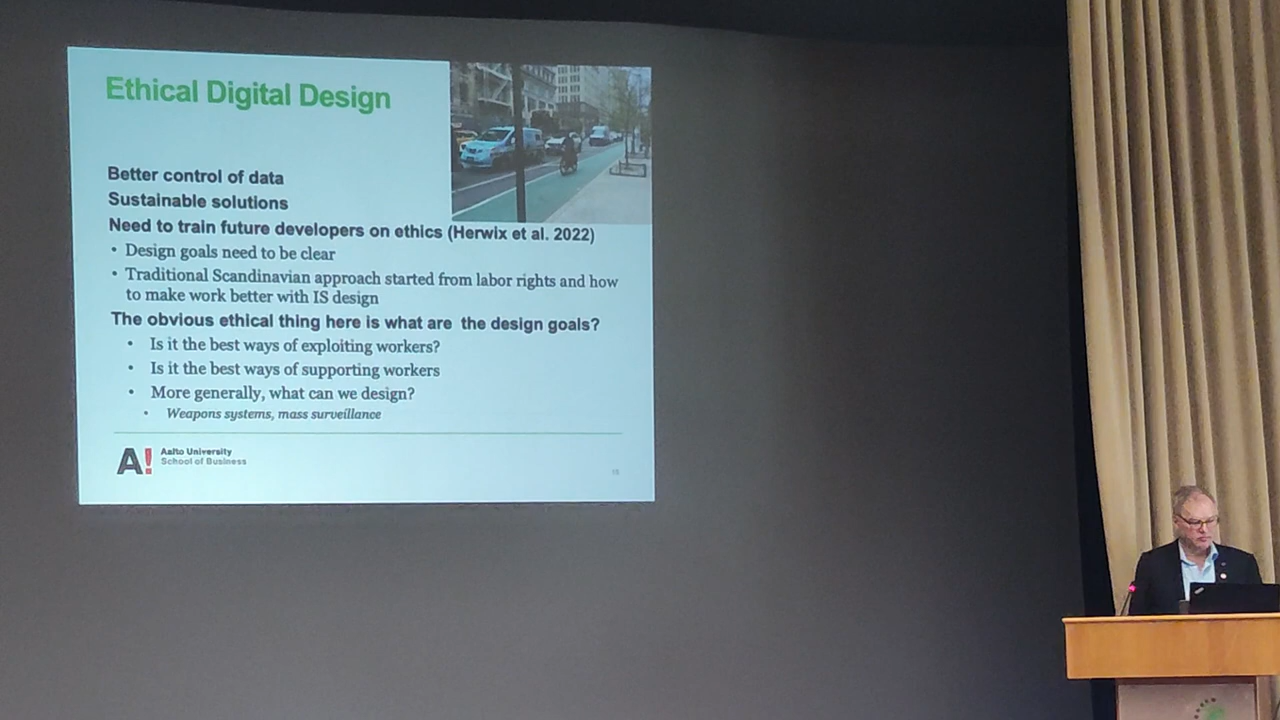 Ethical Digital Design
Better control of data
Sustainable solutions
Need to train future developers on ethics (Herwix et al. 2022)
• Design goals need to be clear
• Traditional Scandinavian approach started from labor rights and how
to make work better with IS design
The obvious ethical thing here is what are the design goals?
• Is it the best ways of exploiting workers?
• Is it the best ways of supporting workers
• More generally, what can we design?
• Weapons systems, mass surveillance
A! Aalto University
School of Business